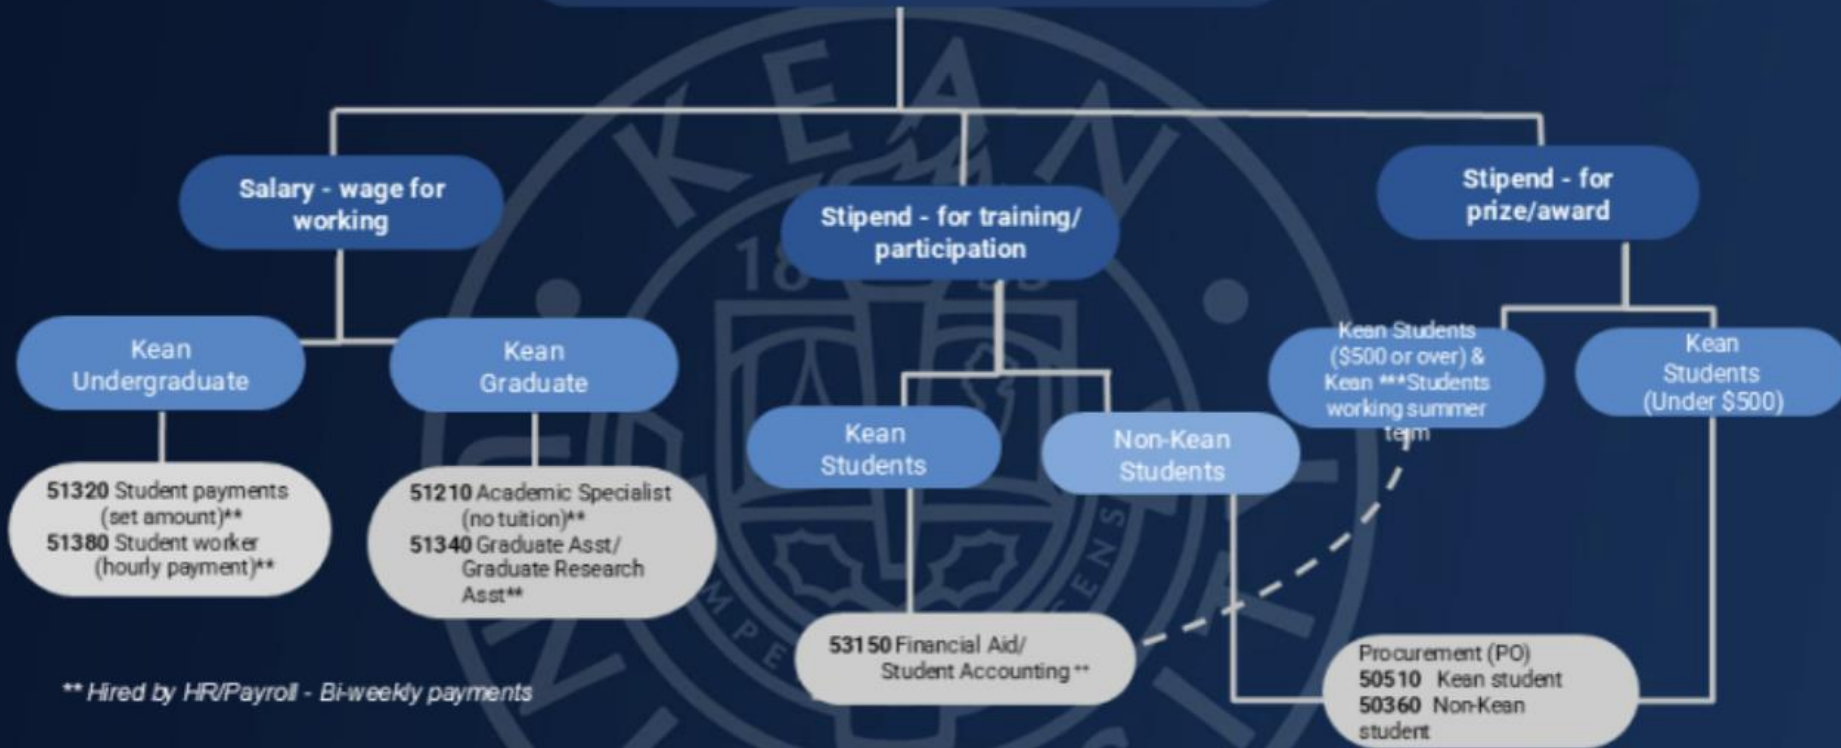 Salary - wage for
working
Stipend - for training/
participation
Stipend - for
prize/award
Kean
Undergraduate
Kean
Graduate
Kean
Students
Non-Kean
Students
Kean Students
($500 or over) &
Kean ***Students
working summer
term
Kean
Students
(Under $500)
51320 Student payments
(set amount)**
51380 Student worker
(hourly payment)**
51210 Academic Specialist
(no tuition)**
51340 Graduate Asst/
Graduate Research
Asst**
53150 Financial Aid/
Student Accounting **
Procurement (PO)
50510 Kean student
50360 Non-Kean
student
** Hired by HR/Payroll - Bi-weekly payments
KEAN